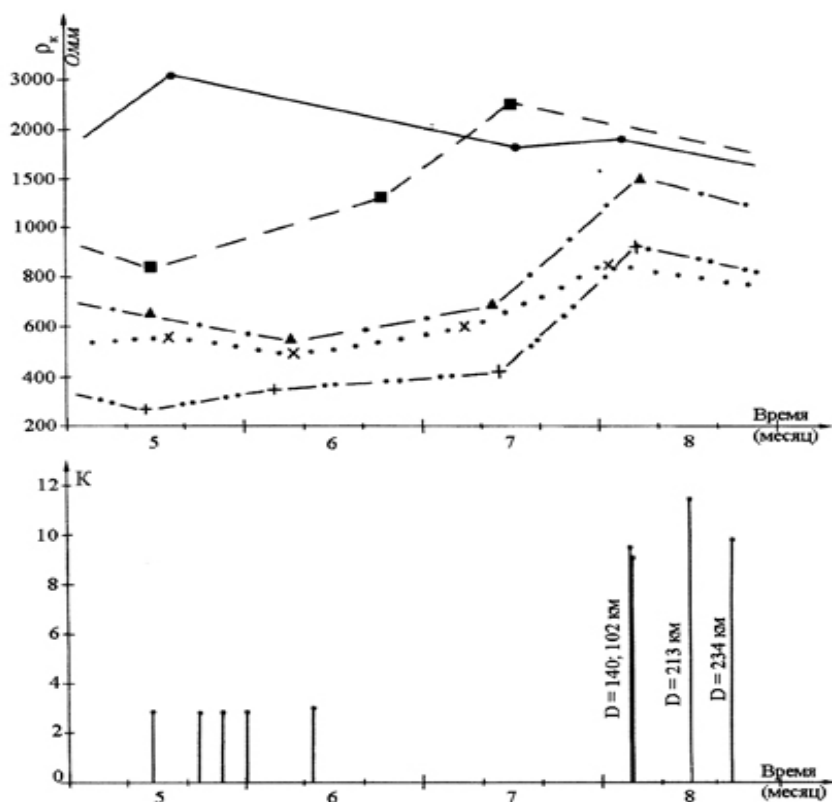 ρк
Омм
3000
2000
1500
1000
800
600
400
200
5
6
7
8
Время
(месяц)
К
12
10
8
6
4
2
0
D = 140; 102 км
D = 213 км
D = 234 км
5
6
7
8
Время
(месяц)